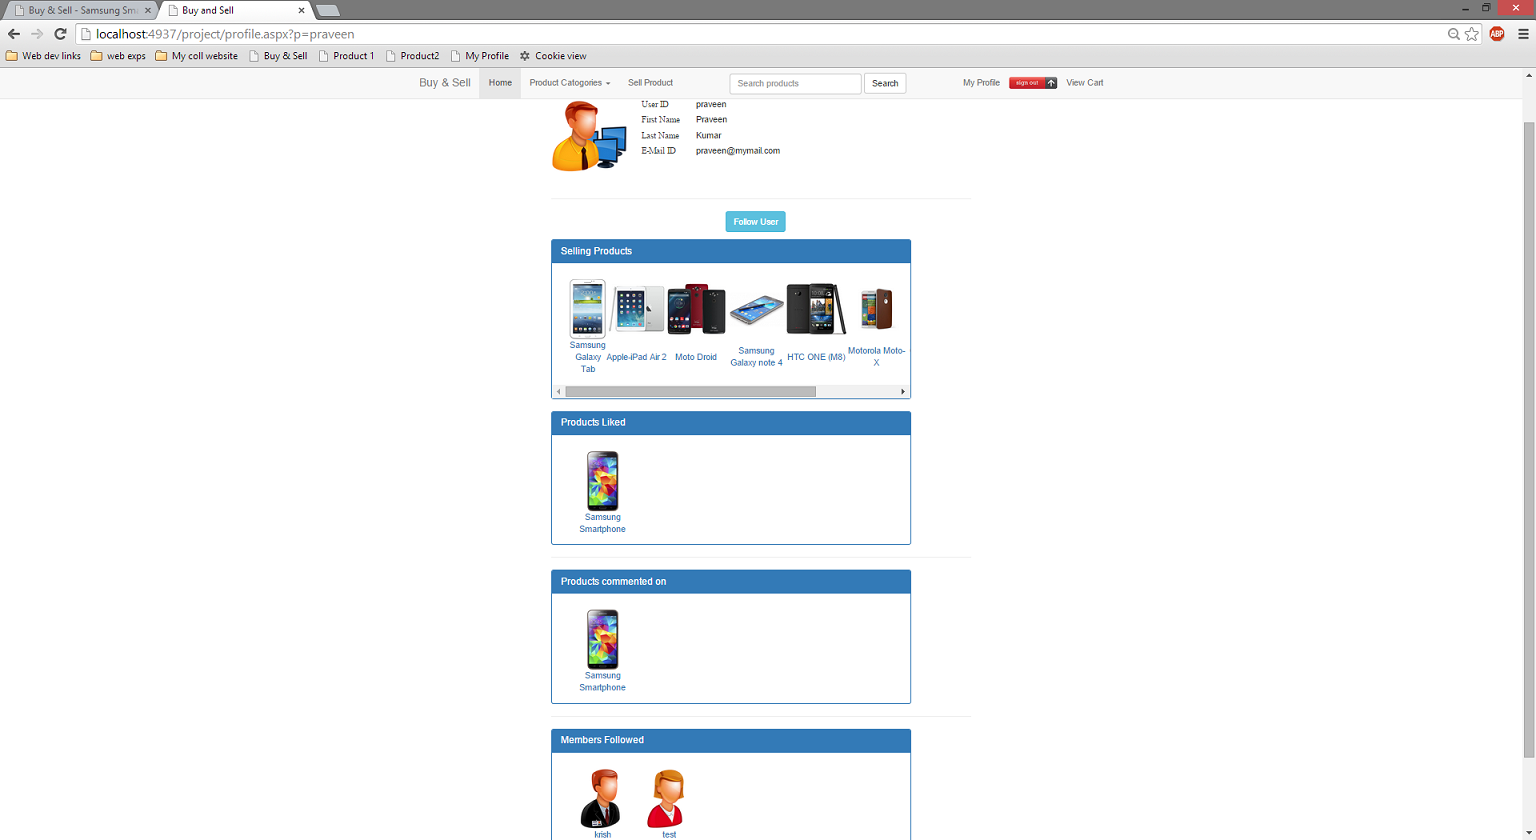 Buy & Sell - Samsung Sm
Buy and Sell
localhost:4937/project/profile.aspx?p=praveen
ABP
Web dev links web exps My coll website Buy & Sell Product 1 Product2 My Profile Cookie view
Buy & Sell Home Product Catogories Sell Product Search products Search My Profile sign out View Cart
User ID praveen
First Name Praveen
Last Name Kumar
E-Mail ID praveen@mymail.com
Follow User
Selling Products
Samsung
Galaxy
Tab
Apple-iPad Air 2
Moto Droid
Samsung
Galaxy note 4
HTC ONE (M8)
Motorola Moto-
X
Products Liked
Samsung
Smartphone
Products commented on
Samsung
Smartphone
Members Followed
krish test